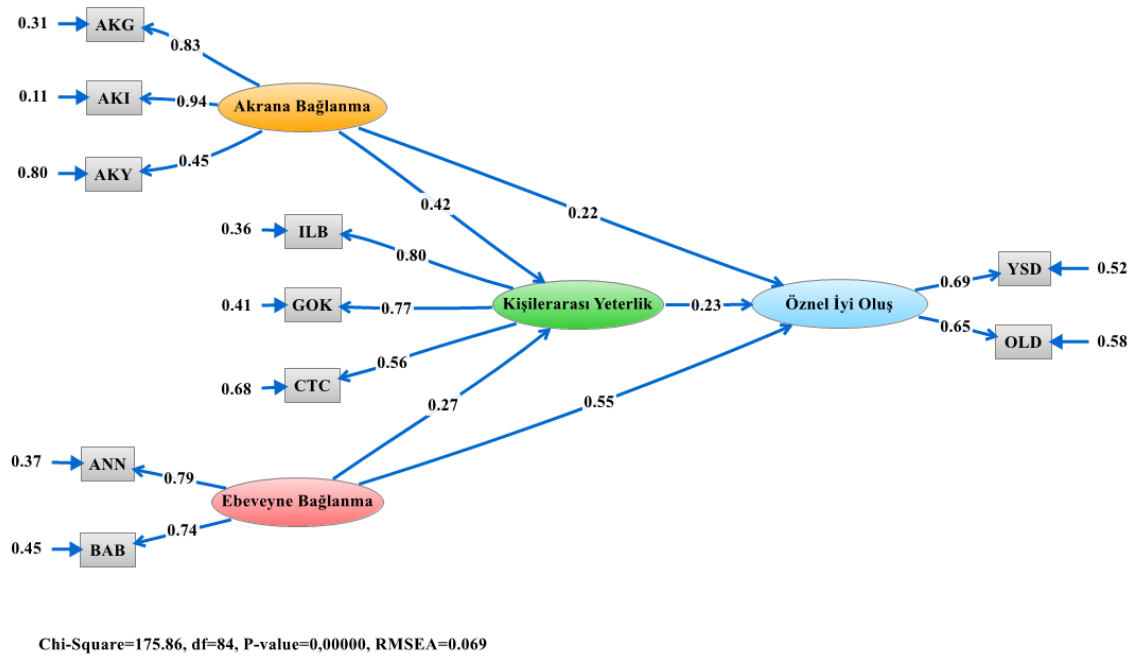 0.31
AKG
0.83
0.11
AKI
0.94
Akrana Bağlanma
0.80
AKY
0.45
0.42
0.22
0.36
ILB
0.80
0.41
GOK
0.77
Kişilerarası Yeterlik
0.23
Öznel İyi Oluş
0.69
YSD
0.52
0.65
OLD
0.58
0.68
CTC
0.56
0.27
0.55
0.37
ANN
0.79
Ebeveyne Bağlanma
0.74
0.45
BAB
Chi-Square=175.86, df=84, P-value=0,00000, RMSEA=0.069